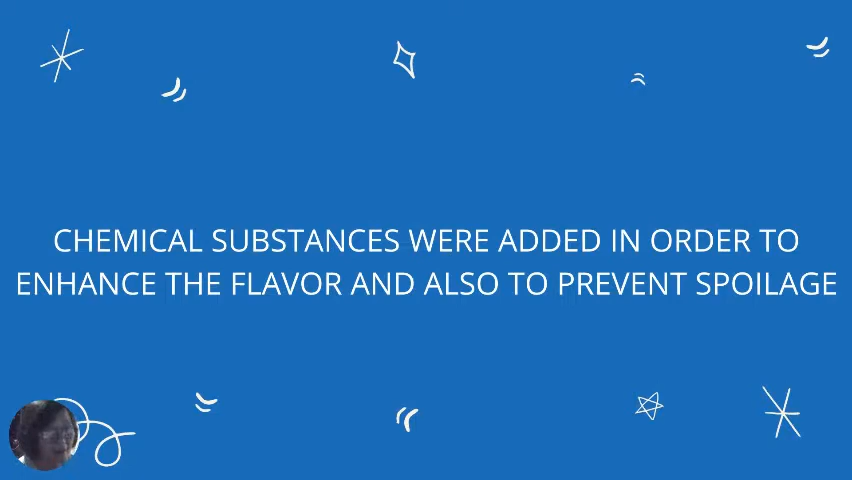 CHEMICAL SUBSTANCES WERE ADDED IN ORDER TO
ENHANCE THE FLAVOR AND ALSO TO PREVENT SPOILAGE